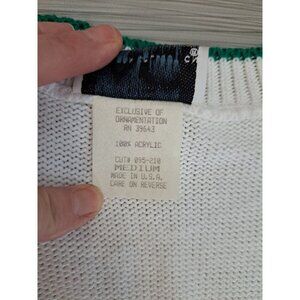 EXCLUSIVE OF
ORNAMENTATION
RN 39643
100% ACRYLIC
CUT# 095-210
MEDIUM
MADE IN U.S.A.
CARE ON REVERSE